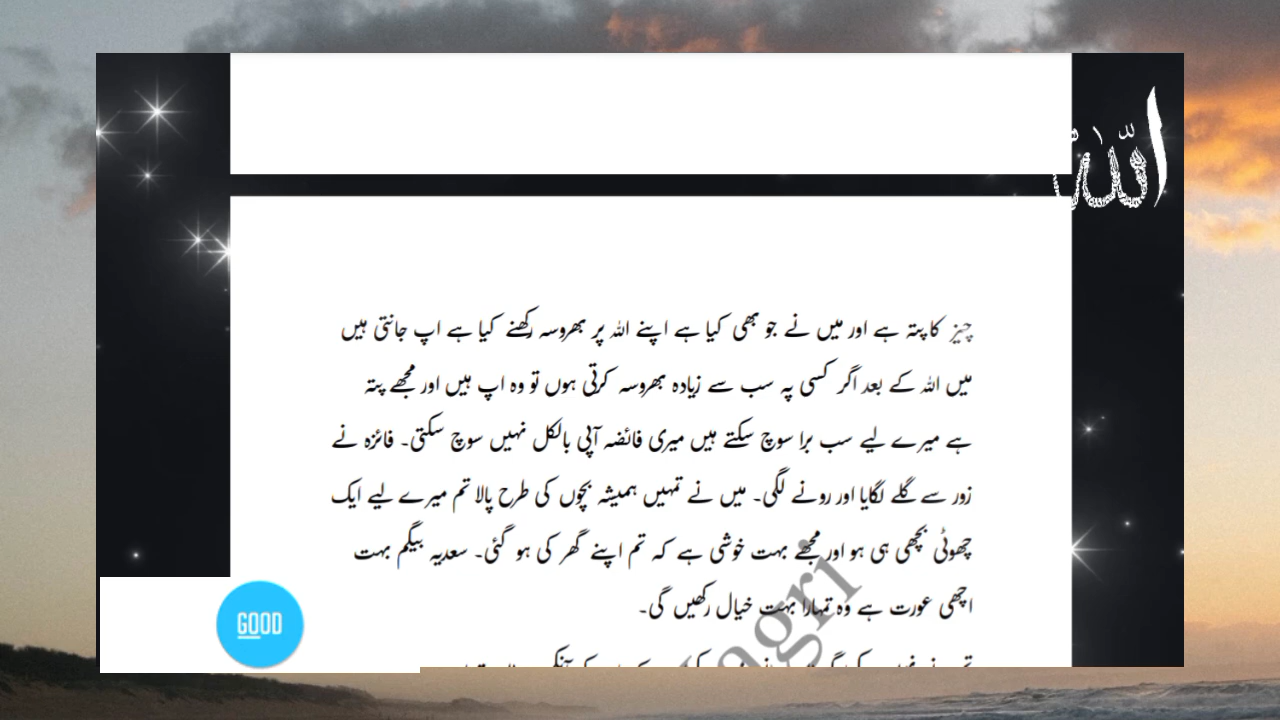 اللہ
چیز کا پتہ ہے اور میں نے جو بھی کیا ہے اپنے اللہ پر بھروسہ رکھنے کیا ہے اپ جانتی ہیں
میں اللہ کے بعد اگر کسی پہ سب سے زیادہ بھروسہ کرتی ہوں تو وہ اپ ہیں اور مجھے پتہ
ہے میرے لیے سب برا سوچ سکتے ہیں میری فائضہ آپی بالکل نہیں سوچ سکتی۔ فائزہ نے
زور سے گلے لگایا اور رونے لگی۔ میں نے تمہیں ہمیشہ بچوں کی طرح پالا تم میرے لیے ایک
چھوٹی بچھی ہی ہو اور مجھے بہت خوشی ہے کہ تم اپنے گھر کی ہو گئی۔ سعدیہ بیگم بہت
اچھی عورت ہے وہ تمہارا بہت خیال رکھیں گی۔
GOOD